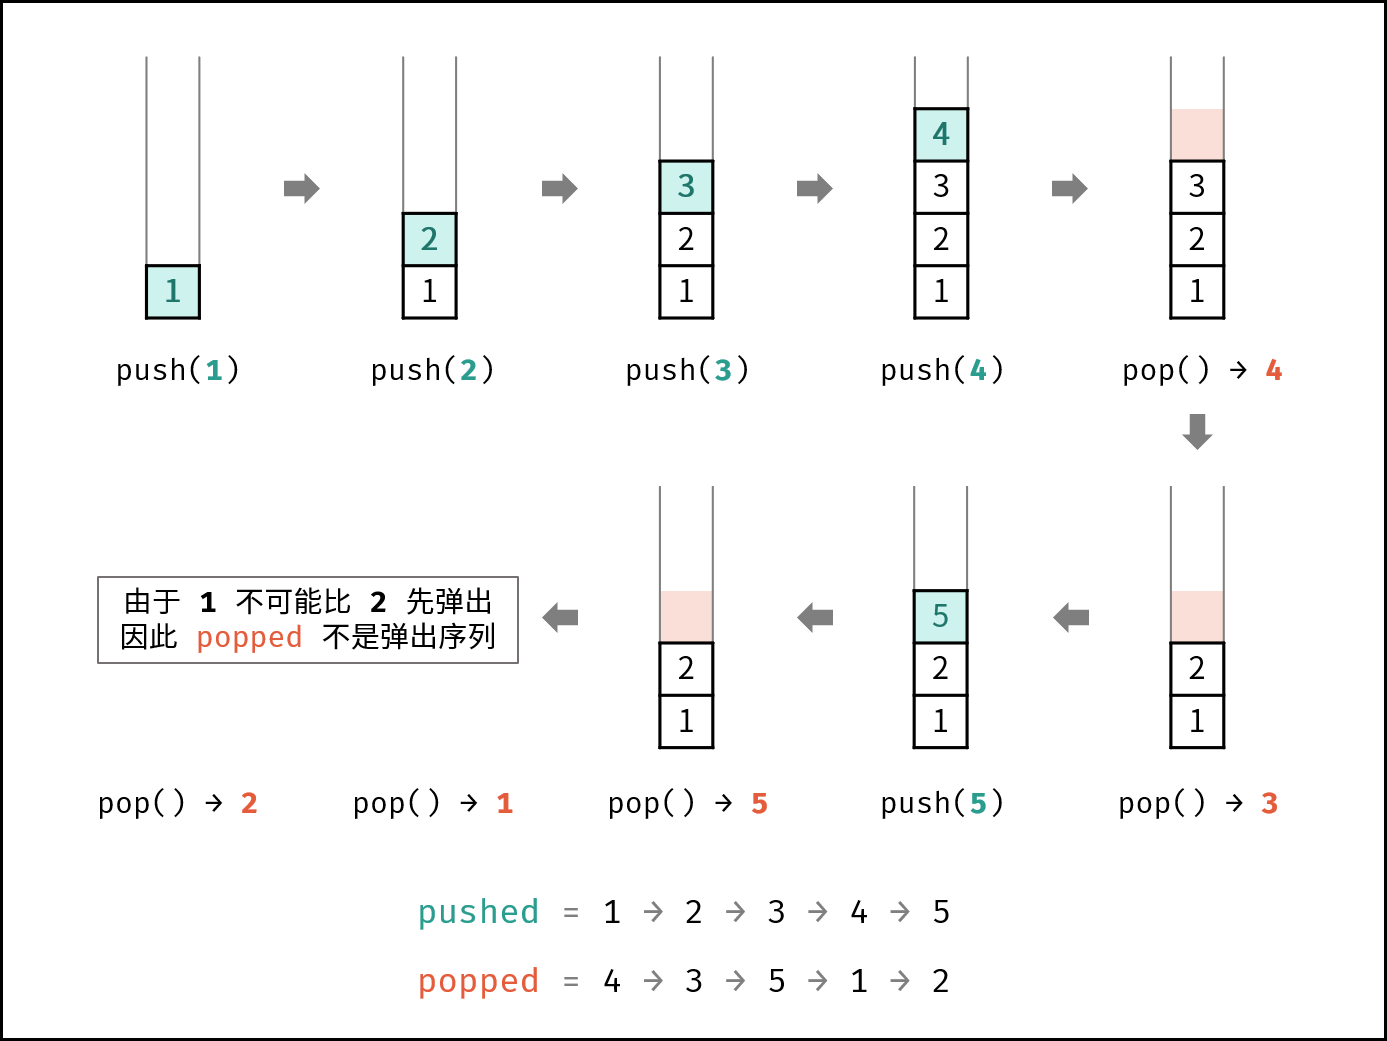 1
2
1
3
2
1
4
3
2
1
3
2
1
push(1)
push(2)
push(3)
push(4)
pop() → 4
由于 1 不可能比 2 先弹出
因此 popped 不是弹出序列
2
1
5
2
1
2
1
pop() → 2
pop() → 1
pop() → 5
push(5)
pop() → 3
pushed = 1 → 2 → 3 → 4 → 5
popped = 4 → 3 → 5 → 1 → 2